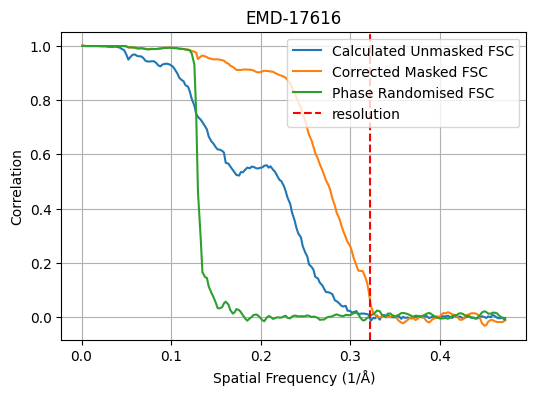 EMD-17616
Calculated Unmasked FSC
Corrected Masked FSC
Phase Randomised FSC
resolution
Correlation
1.0
0.8
0.6
0.4
0.2
0.0
0.0 0.1 0.2 0.3 0.4
Spatial Frequency (1/Å)